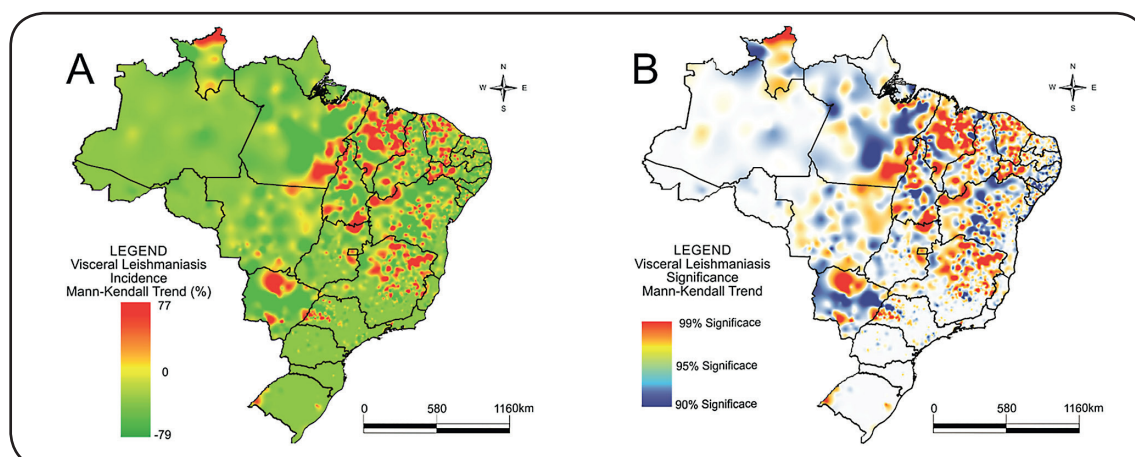 A
N
W E
S
LEGEND
Visceral Leishmaniasis
Incidence
Mann-Kendall Trend (%)
77
0
-79
0 580 1160km
B
N
W E
S
LEGEND
Visceral Leishmaniasis
Significance
Mann-Kendall Trend
99% Significace
95% Significace
90% Significace
0 580 1160km